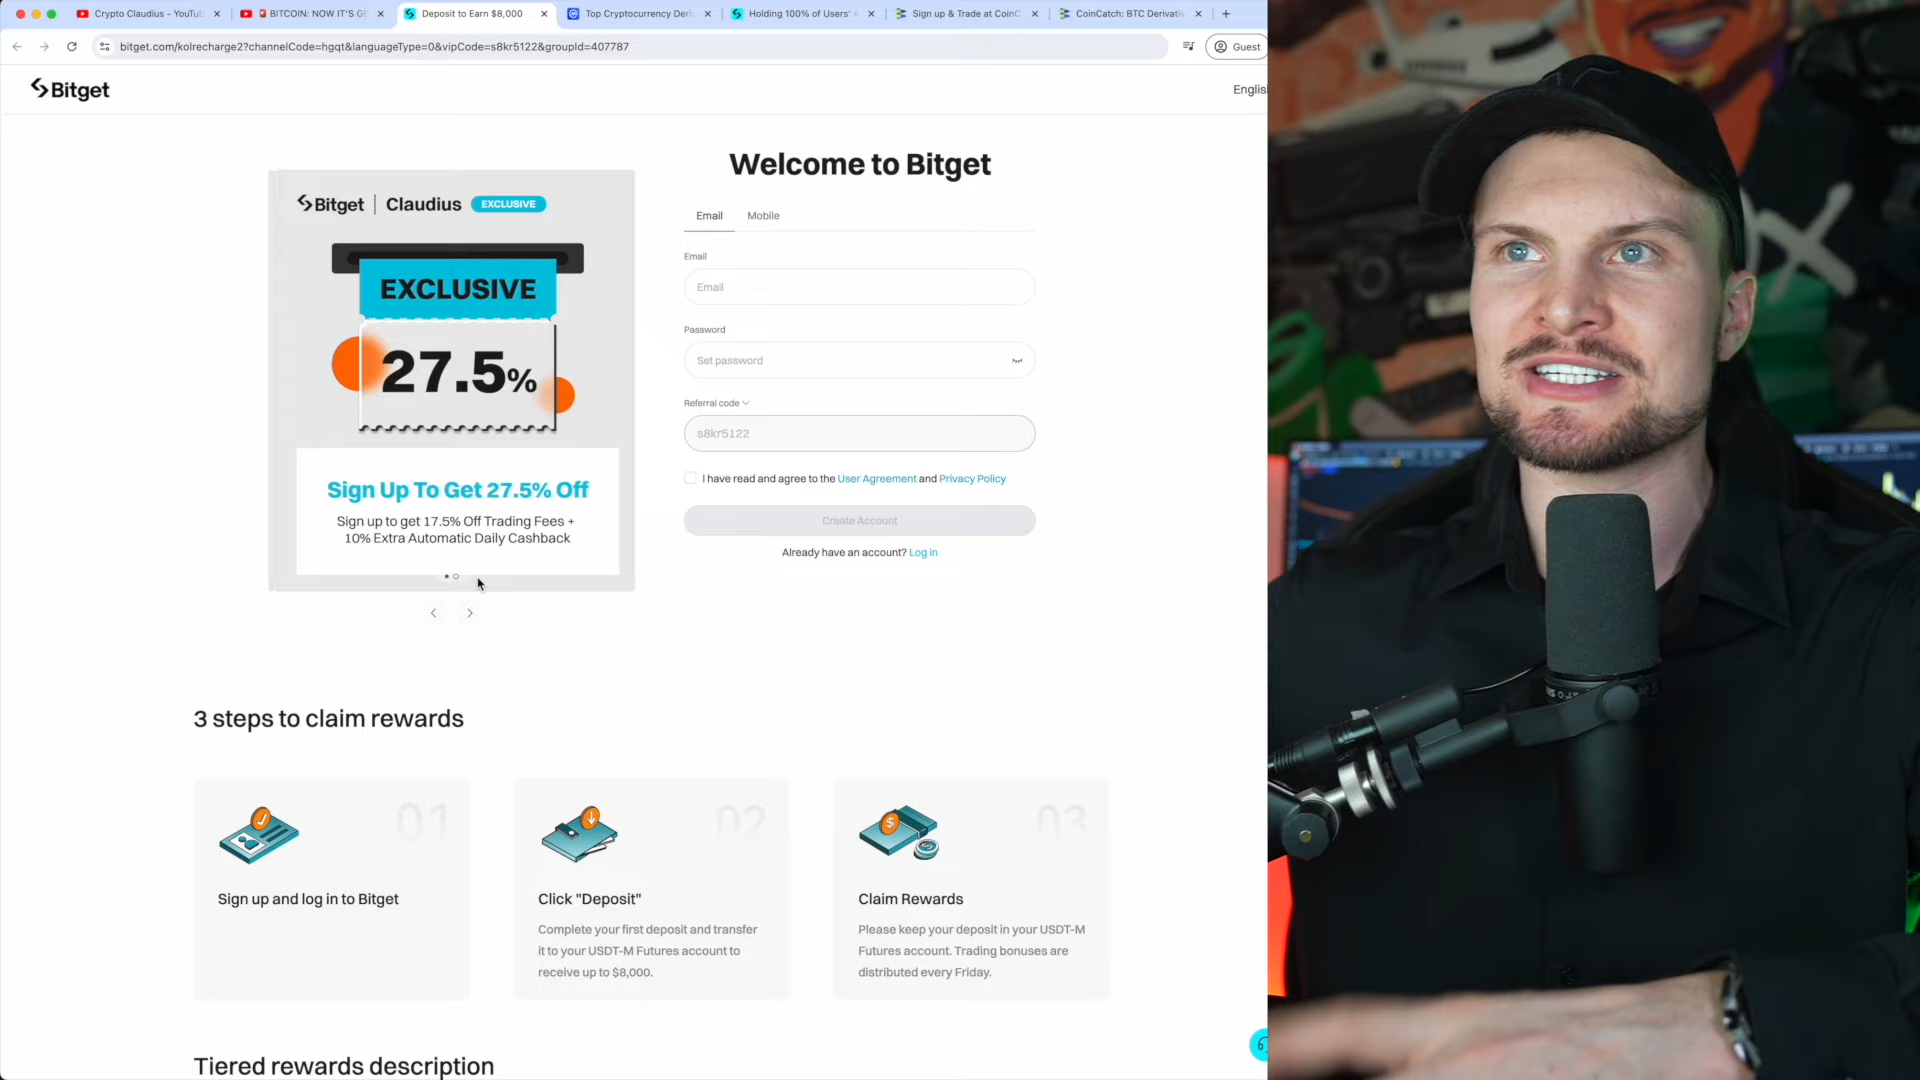 Crypto Claudius - YouTub
BITCOIN: NOW IT'S G
Deposit to Earn $8,000
Top Cryptocurrency Deri
Holding 100% of Users' A
Sign up & Trade at CoinC
CoinCatch: BTC Derivati
bitget.com/kolrecharge2?channelCode=hgqt&languageType=0&vipCode=s8kr5122&groupId=407787
Guest
Bitget
Englis
Welcome to Bitget
Bitget | Claudius EXCLUSIVE
EXCLUSIVE
27.5%
Sign Up To Get 27.5% Off
Sign up to get 17.5% Off Trading Fees +
10% Extra Automatic Daily Cashback
Email Mobile
Email
Email
Password
Set password
Referral code
s8kr5122
I have read and agree to the User Agreement and Privacy Policy
Create Account
Already have an account? Log in
3 steps to claim rewards
01
Sign up and log in to Bitget
02
Click "Deposit"
Complete your first deposit and transfer
it to your USDT-M Futures account to
receive up to $8,000.
03
Claim Rewards
Please keep your deposit in your USDT-M
Futures account. Trading bonuses are
distributed every Friday.
Tiered rewards description